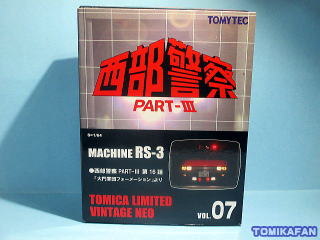 TOMYTEC
西部警察
PART-III
S=1/64
MACHINE RS-3
●西部警察 PART-III 第16話
「大門軍団フォーメーション」より
TOMICA LIMITED
VINTAGE NEO
VOL.07
TOMIKAFAN